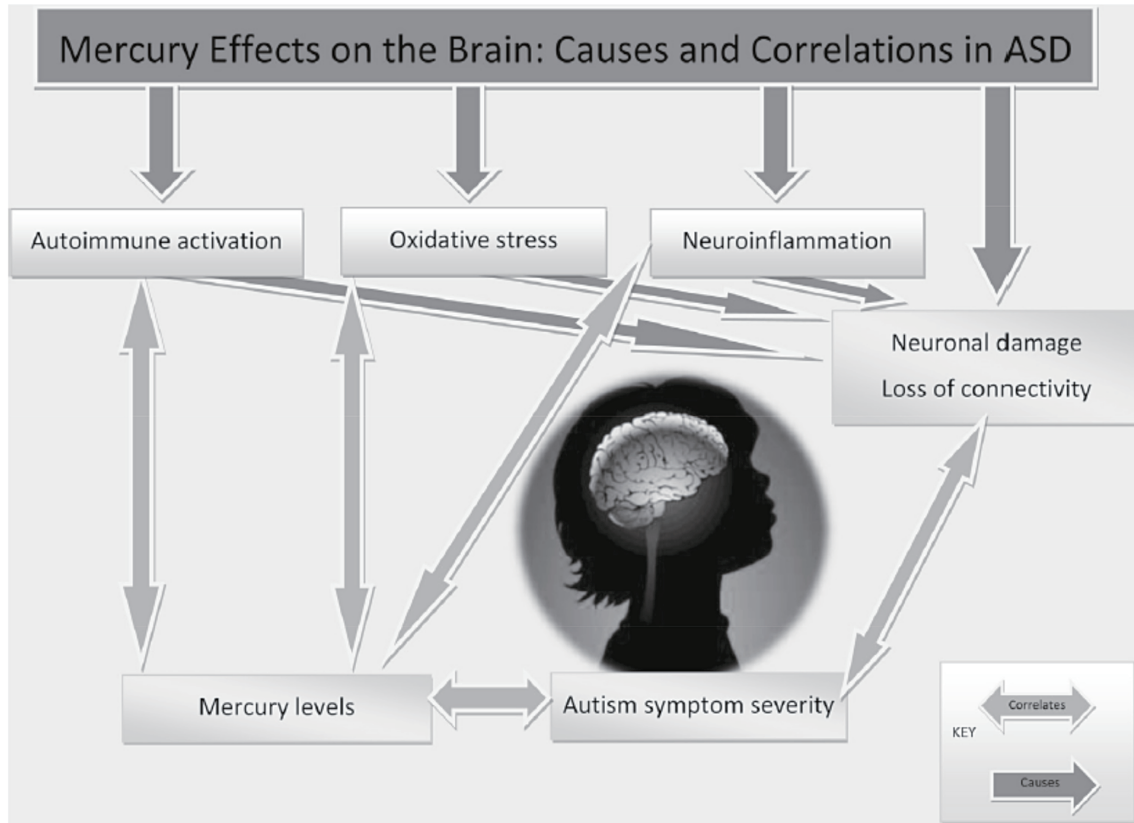 Mercury Effects on the Brain: Causes and Correlations in ASD
Autoimmune activation
Oxidative stress
Neuroinflammation
Neuronal damage
Loss of connectivity
Mercury levels
Autism symptom severity
Correlates
KEY
Causes